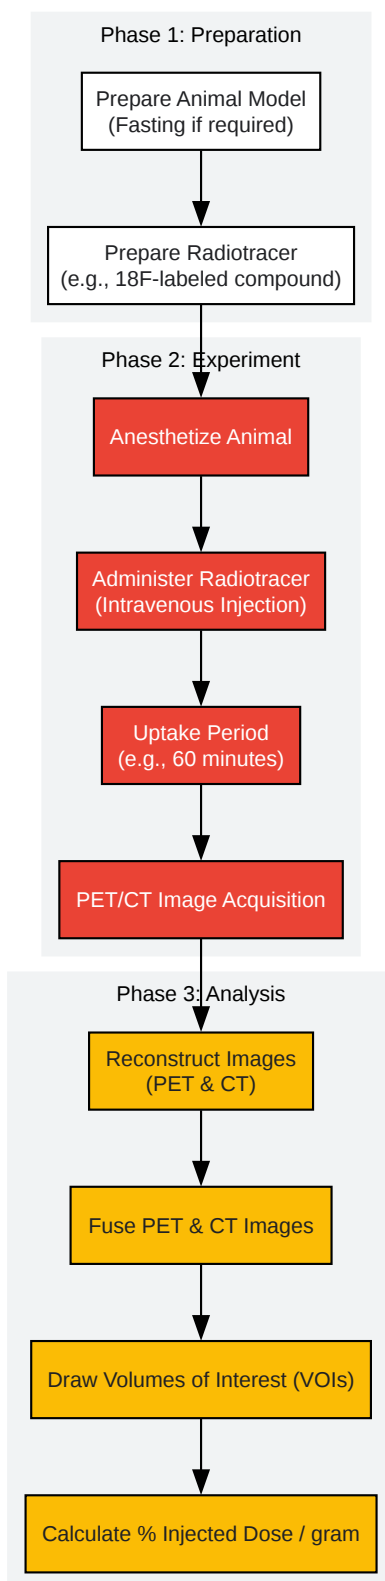 Phase 1: Preparation
Prepare Animal Model
(Fasting if required)
Prepare Radiotracer
(e.g., 18F-labeled compound)
Phase 2: Experiment
Anesthetize Animal
Administer Radiotracer
(Intravenous Injection)
Uptake Period
(e.g., 60 minutes)
PET/CT Image Acquisition
Phase 3: Analysis
Reconstruct Images
(PET & CT)
Fuse PET & CT Images
Draw Volumes of Interest (VOIs)
Calculate % Injected Dose / gram